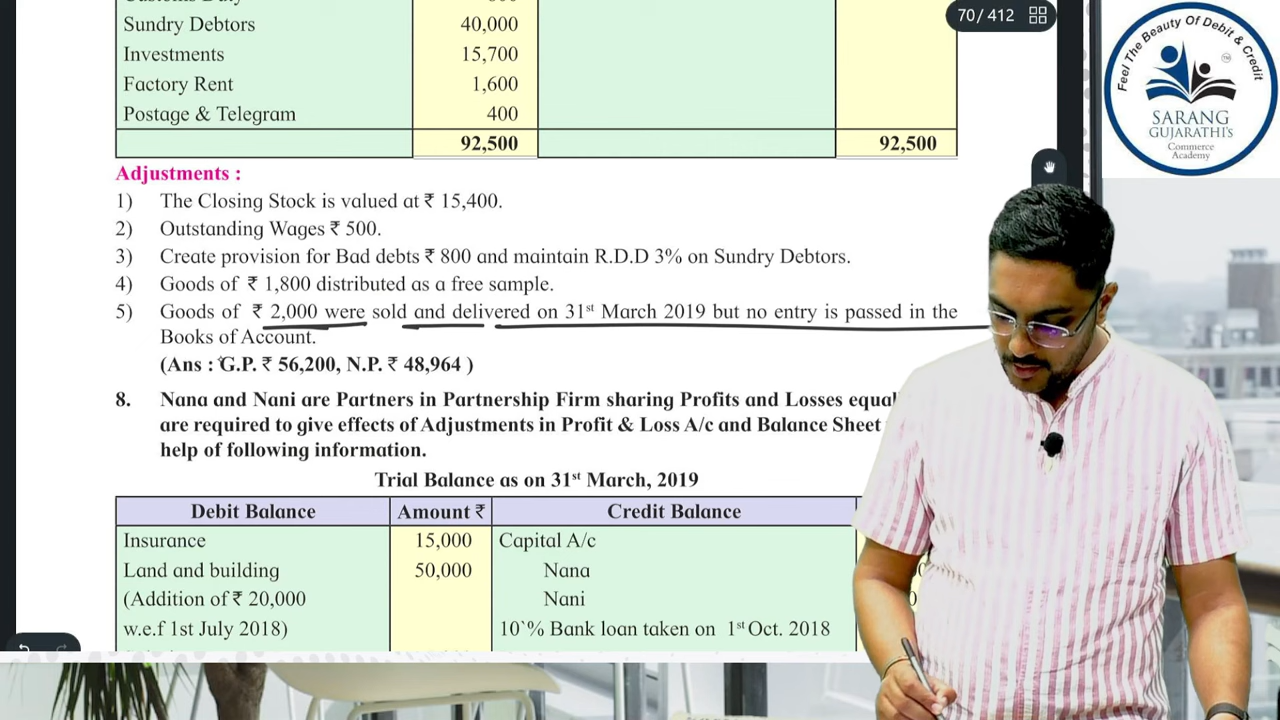 70/ 412
Sundry Debtors 40,000
Investments 15,700
Factory Rent 1,600
Postage & Telegram 400
92,500 92,500
Adjustments :
1) The Closing Stock is valued at ₹ 15,400.
2) Outstanding Wages ₹ 500.
3) Create provision for Bad debts ₹ 800 and maintain R.D.D 3% on Sundry Debtors.
4) Goods of ₹ 1,800 distributed as a free sample.
5) Goods of ₹ 2,000 were sold and delivered on 31st March 2019 but no entry is passed in the
Books of Account.
(Ans : G.P. ₹ 56,200, N.P. ₹ 48,964 )
8. Nana and Nani are Partners in Partnership Firm sharing Profits and Losses
are required to give effects of Adjustments in Profit & Loss A/c and Balance Sheet
help of following information.
Trial Balance as on 31st March, 2019
Debit Balance Amount ₹ Credit Balance
Insurance 15,000 Capital A/c
Land and building 50,000 Nana
(Addition of ₹ 20,000 Nani
w.e.f 1st July 2018) 10`% Bank loan taken on 1st Oct. 2018
Feel The Beauty Of Debit & Credit
TM
SARANG
GUJARATHI'S
Commerce
Academy